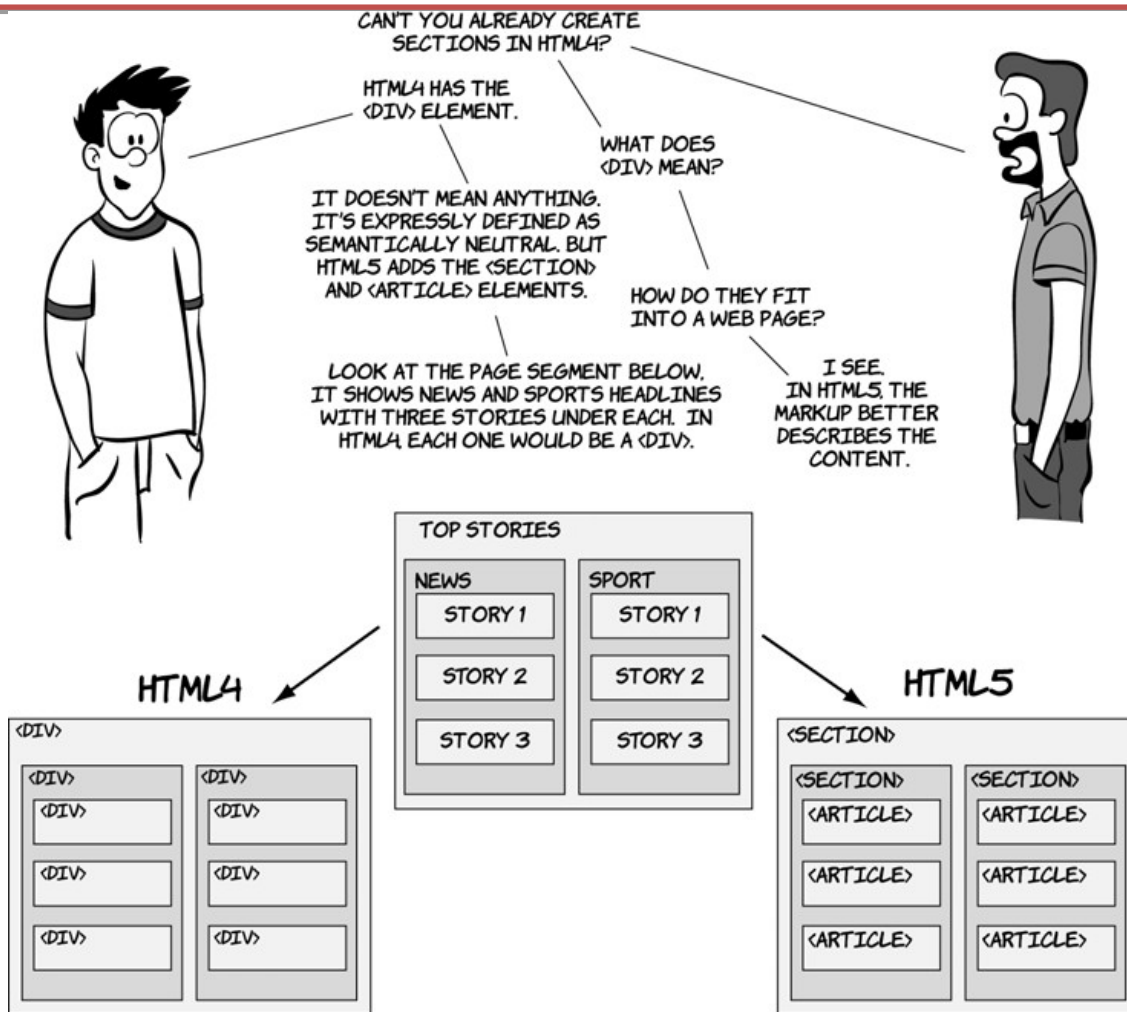 CAN'T YOU ALREADY CREATE
SECTIONS IN HTML4?
HTML4 HAS THE
<DIV> ELEMENT.
WHAT DOES
<DIV> MEAN?
IT DOESN'T MEAN ANYTHING.
IT'S EXPRESSLY DEFINED AS
SEMANTICALLY NEUTRAL. BUT
HTML5 ADDS THE <SECTION>
AND <ARTICLE> ELEMENTS.
HOW DO THEY FIT
INTO A WEB PAGE?
LOOK AT THE PAGE SEGMENT BELOW.
IT SHOWS NEWS AND SPORTS HEADLINES
WITH THREE STORIES UNDER EACH. IN
HTML4, EACH ONE WOULD BE A <DIV>.
I SEE.
IN HTML5, THE
MARKUP BETTER
DESCRIBES THE
CONTENT.
TOP STORIES
NEWS
STORY 1
STORY 2
STORY 3
SPORT
STORY 1
STORY 2
STORY 3
HTML4
<DIV>
<DIV>
<DIV>
<DIV>
<DIV>
<DIV>
<DIV>
<DIV>
<DIV>
HTML5
<SECTION>
<SECTION>
<ARTICLE>
<ARTICLE>
<ARTICLE>
<SECTION>
<ARTICLE>
<ARTICLE>
<ARTICLE>